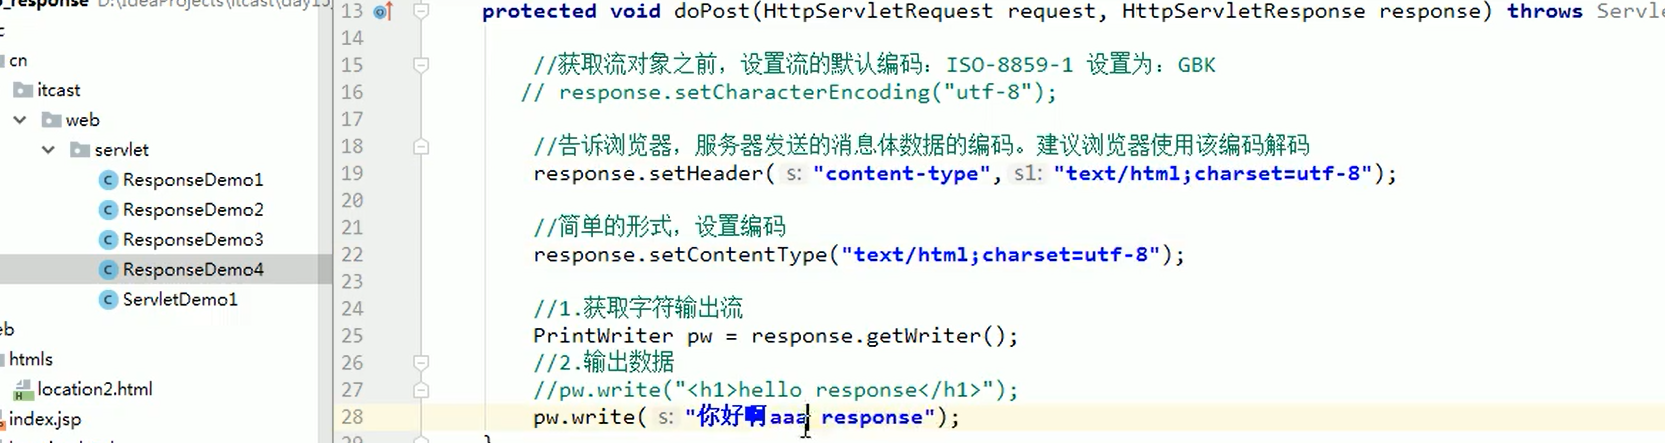 _response D:\IdeaProjects\itcast\day15_
cn
itcast
web
servlet
ResponseDemo1
ResponseDemo2
ResponseDemo3
ResponseDemo4
ServletDemo1
htmls
location2.html
index.jsp
13 protected void doPost(HttpServletRequest request, HttpServletResponse response) throws Servle
14
15 //获取流对象之前，设置流的默认编码：ISO-8859-1 设置为：GBK
16 // response.setCharacterEncoding("utf-8");
17
18 //告诉浏览器，服务器发送的消息体数据的编码。建议浏览器使用该编码解码
19 response.setHeader( s: "content-type", s1: "text/html;charset=utf-8");
20
21 //简单的形式，设置编码
22 response.setContentType("text/html;charset=utf-8");
23
24 //1.获取字符输出流
25 PrintWriter pw = response.getWriter();
26 //2.输出数据
27 //pw.write("<h1>hello response</h1>");
28 pw.write( s: "你好啊aaa response");